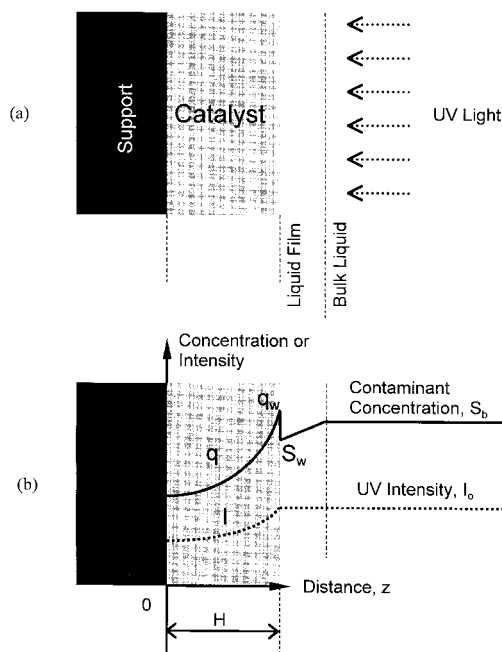 (a)
Support
Catalyst
UV Light
Liquid Film
Bulk Liquid
Concentration or
Intensity
q_w
q
S_w
Contaminant
Concentration, S_b
(b)
I
UV Intensity, I_o
0
Distance, z
H